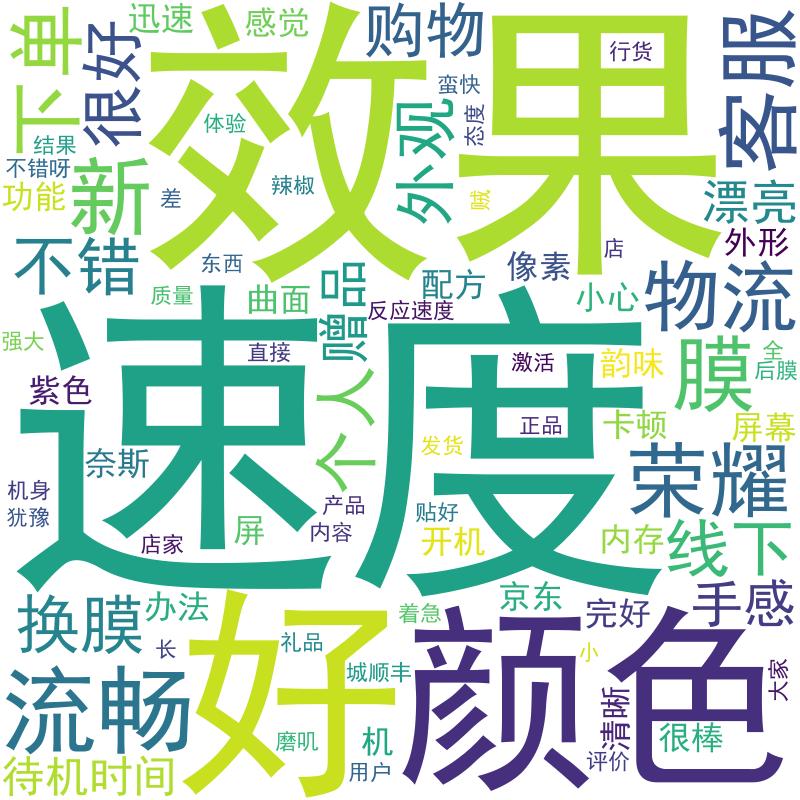 下单
很好
迅速
感觉
效果
购物
行货
客服
蛮快
态度
外观
体验
辣椒
贼
结果
不错呀
功能
新
差
漂亮
外形
不错
东西
店
像素
物流
质量
曲面
赠品
反应速度
配方
小心
强大
直接
速度
激活
韵味
膜
全
后膜
紫色
个人
正品
卡顿
屏幕
奈斯
发货
荣耀
机身
犹豫
屏
产品
内容
店家
贴好
开机
内存
线下
换膜
办法
着急
京东
完好
手感
长
好
礼品
颜色
小
大家
流畅
城顺丰
清晰
很棒
磨叽
机
待机时间
用户
评价